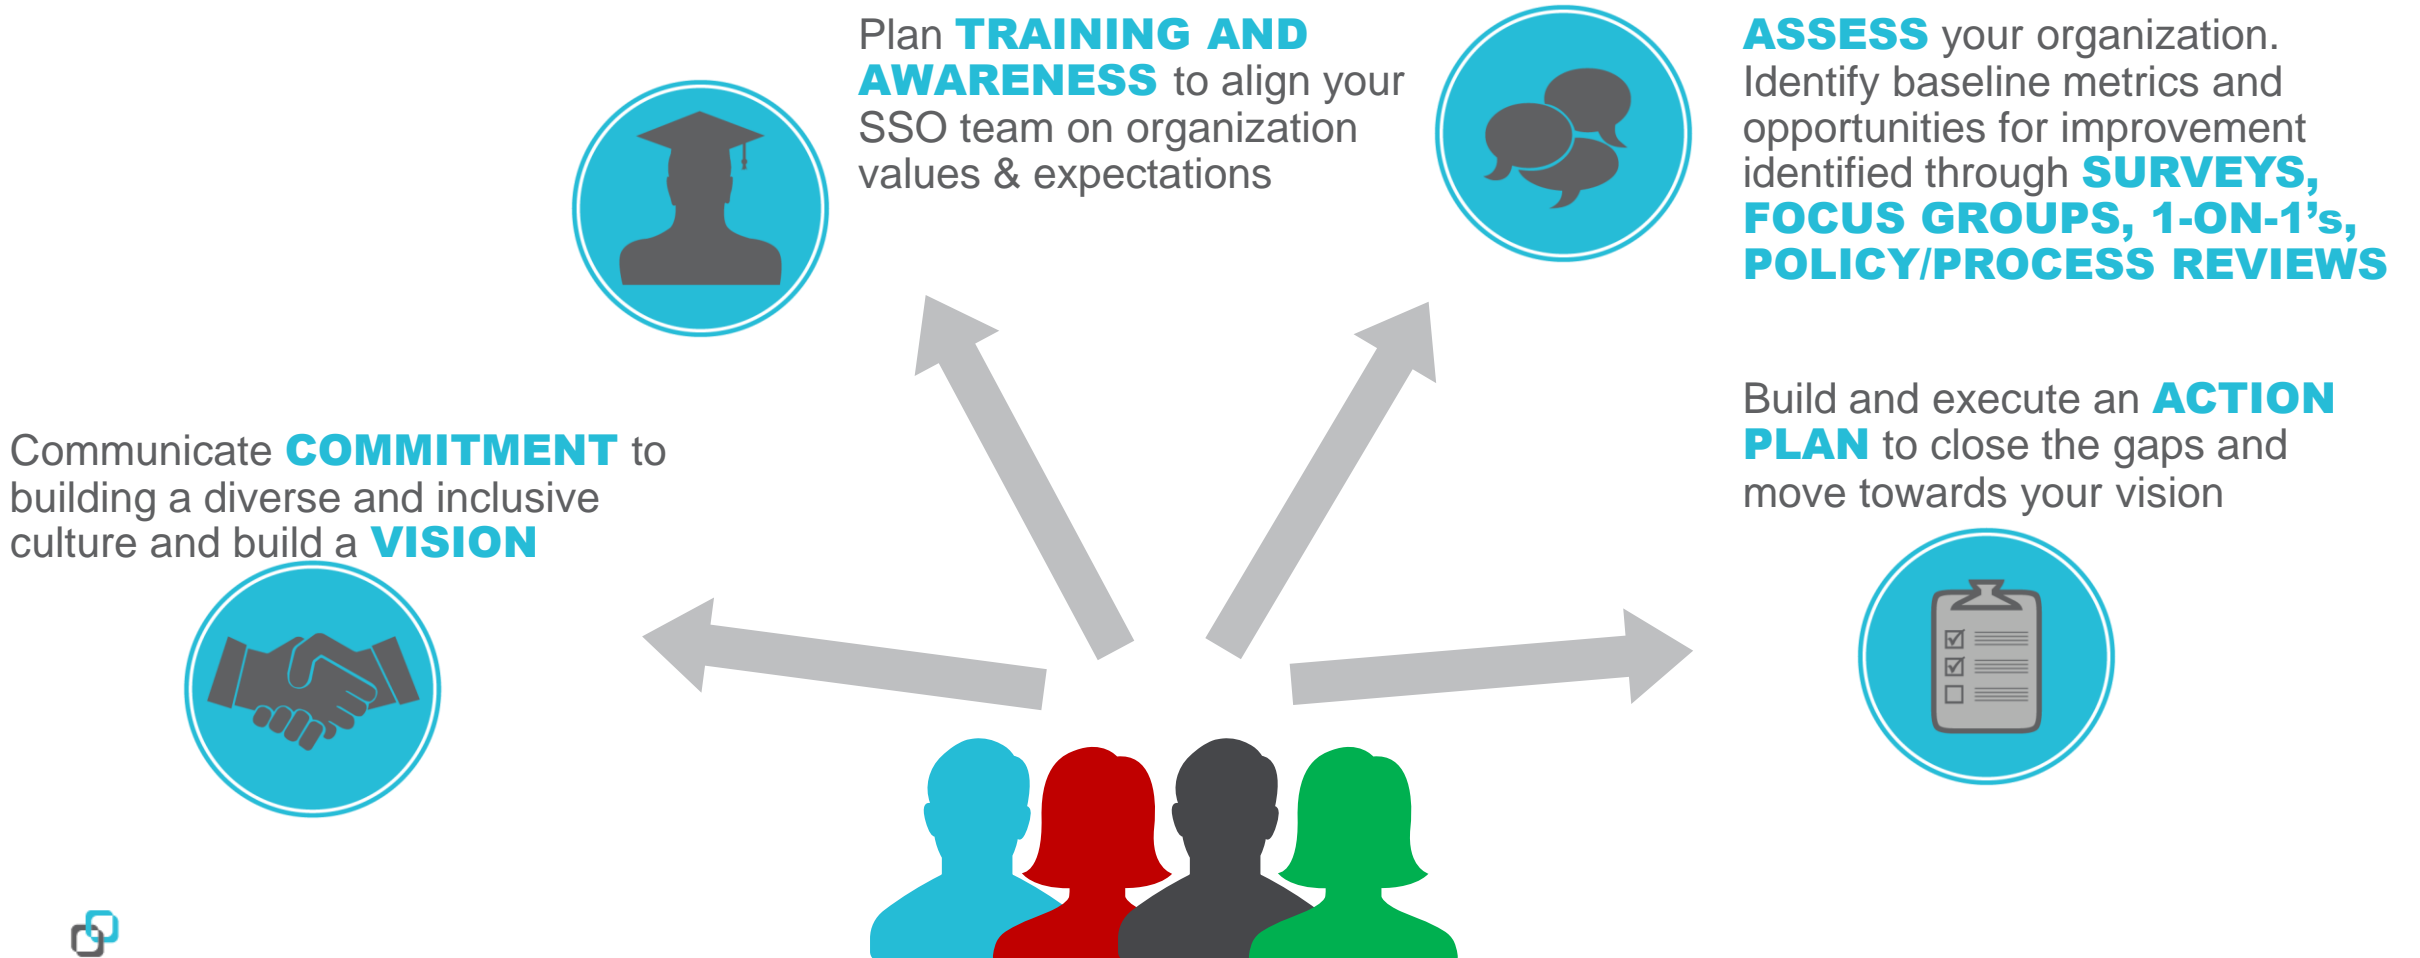 Communicate COMMITMENT to
building a diverse and inclusive
culture and build a VISION
Plan TRAINING AND
AWARENESS to align your
SSO team on organization
values & expectations
ASSESS your organization.
Identify baseline metrics and
opportunities for improvement
identified through SURVEYS,
FOCUS GROUPS, 1-ON-1’s,
POLICY/PROCESS REVIEWS
Build and execute an ACTION
PLAN to close the gaps and
move towards your vision